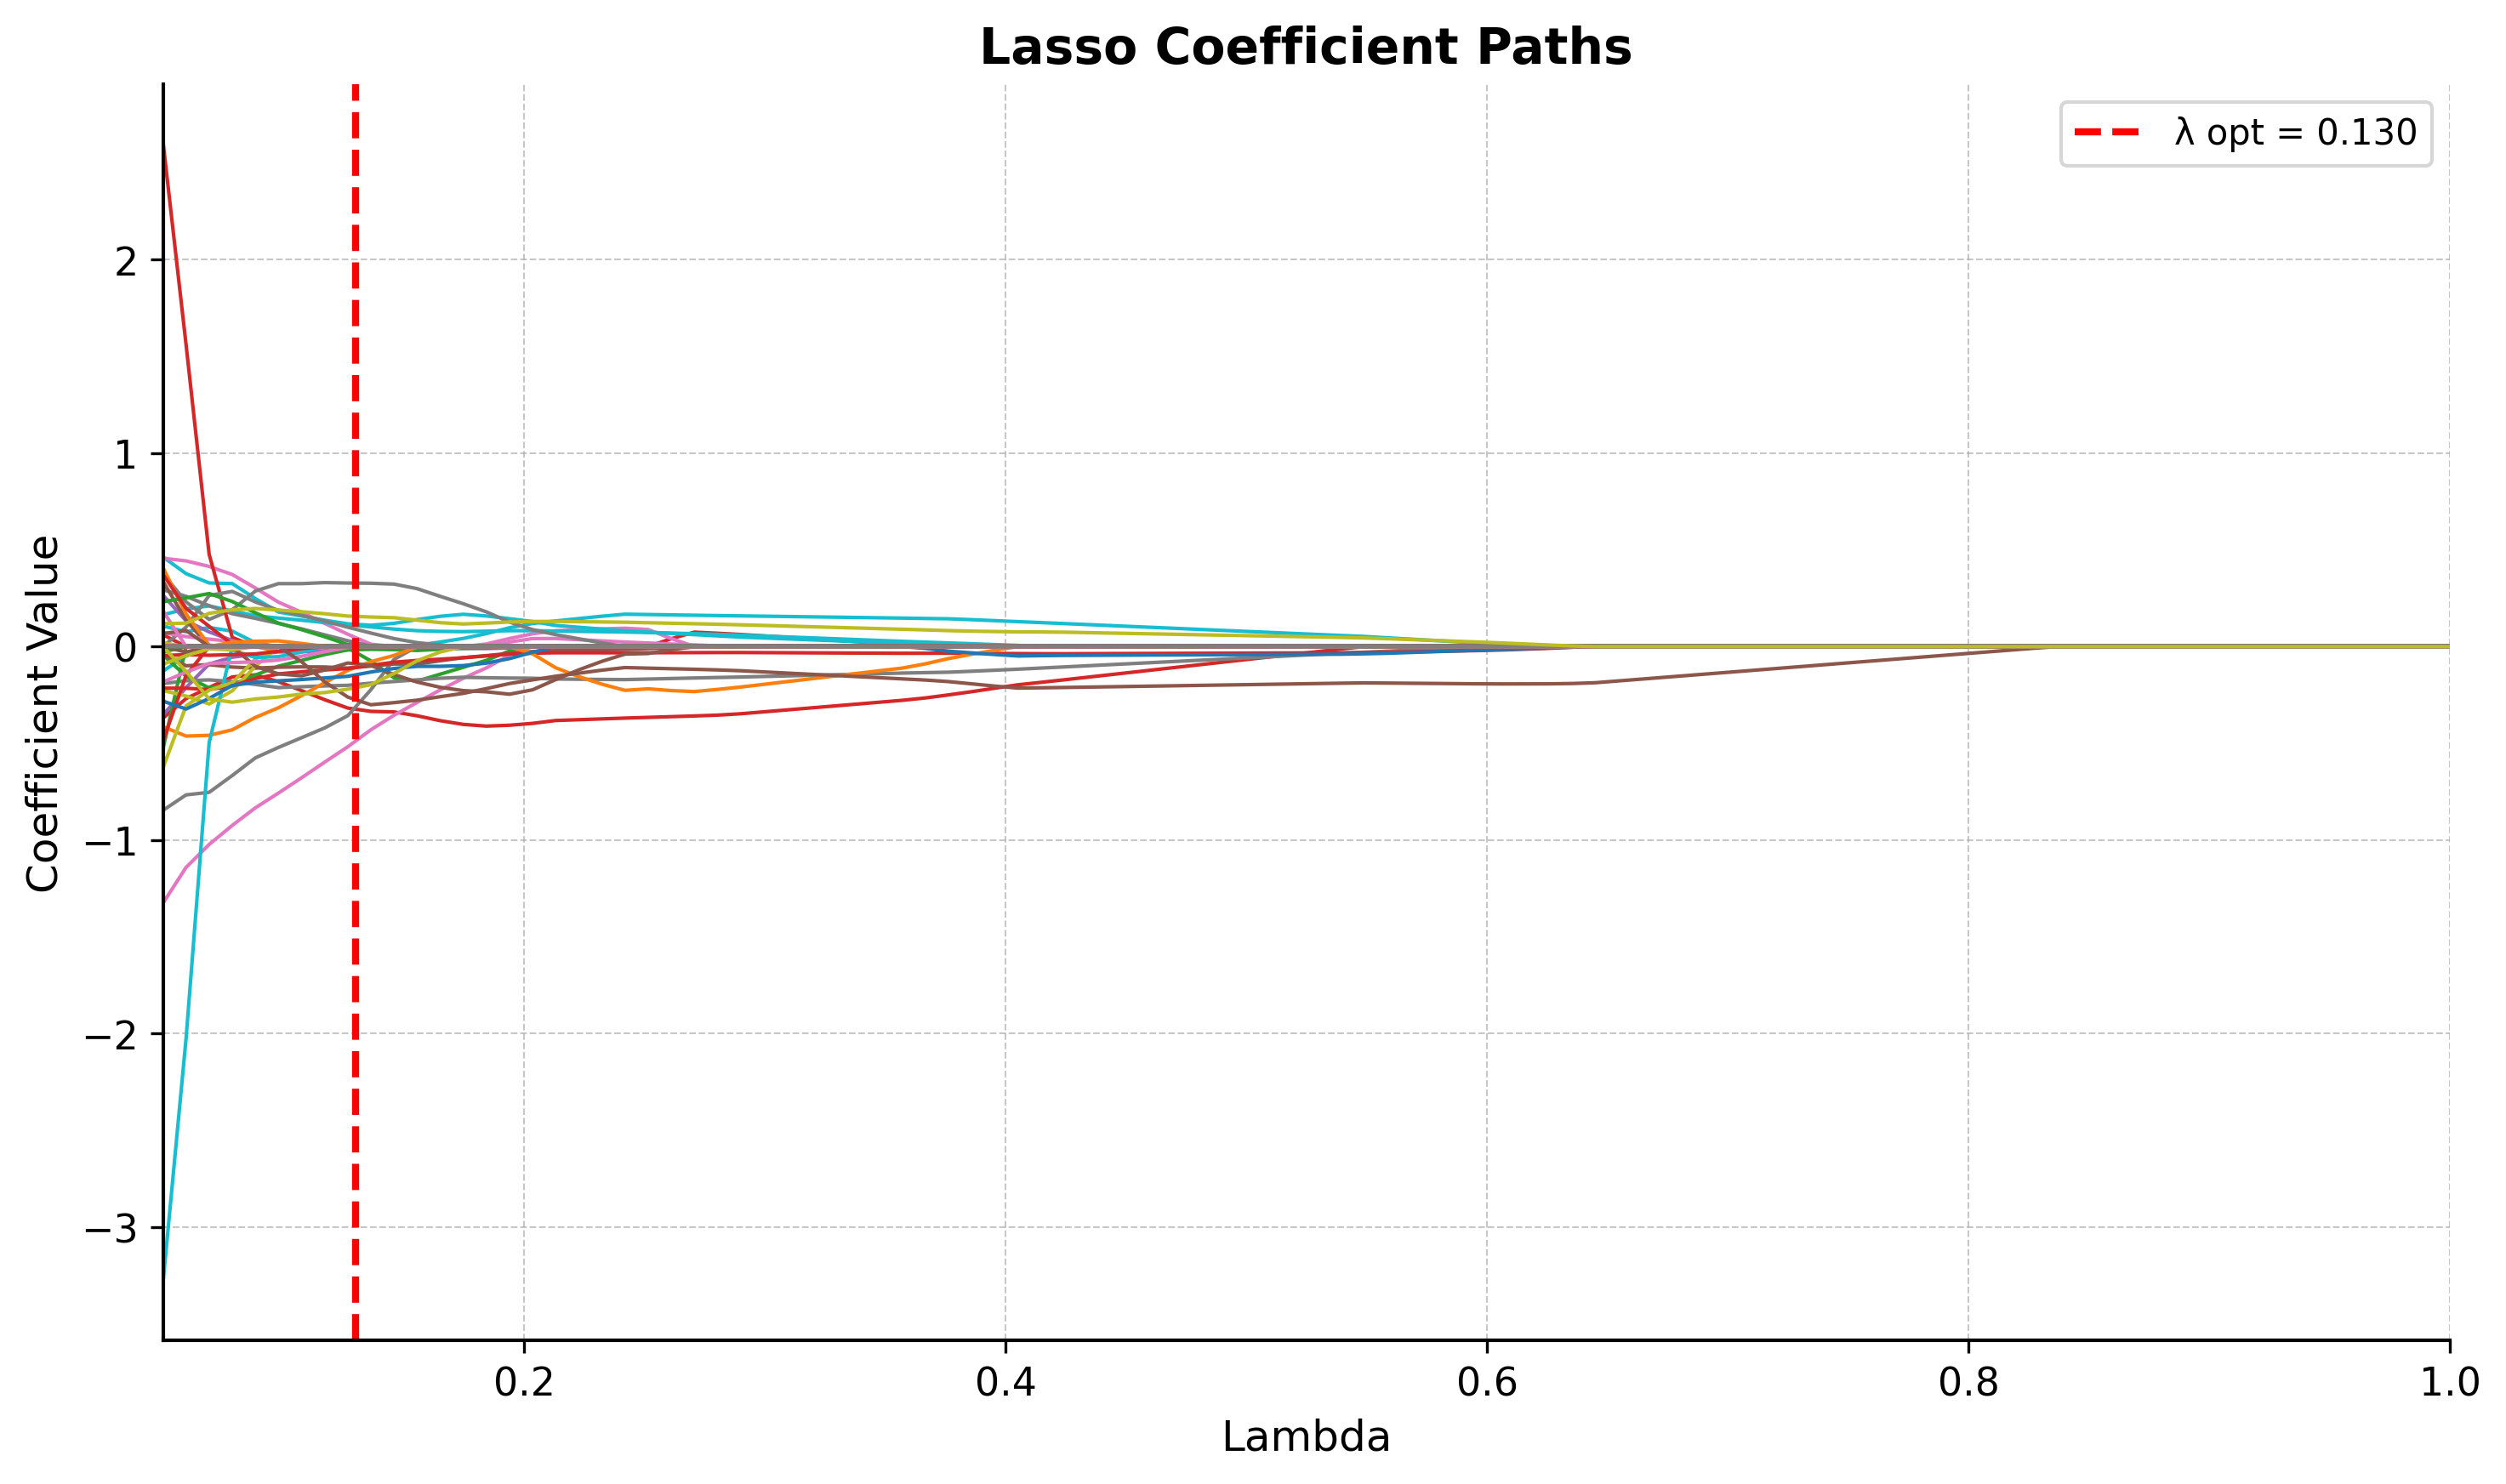 Lasso Coefficient Paths
λ opt = 0.130
Coefficient Value
2
1
0
−1
−2
−3
0.2
0.4
0.6
0.8
1.0
Lambda